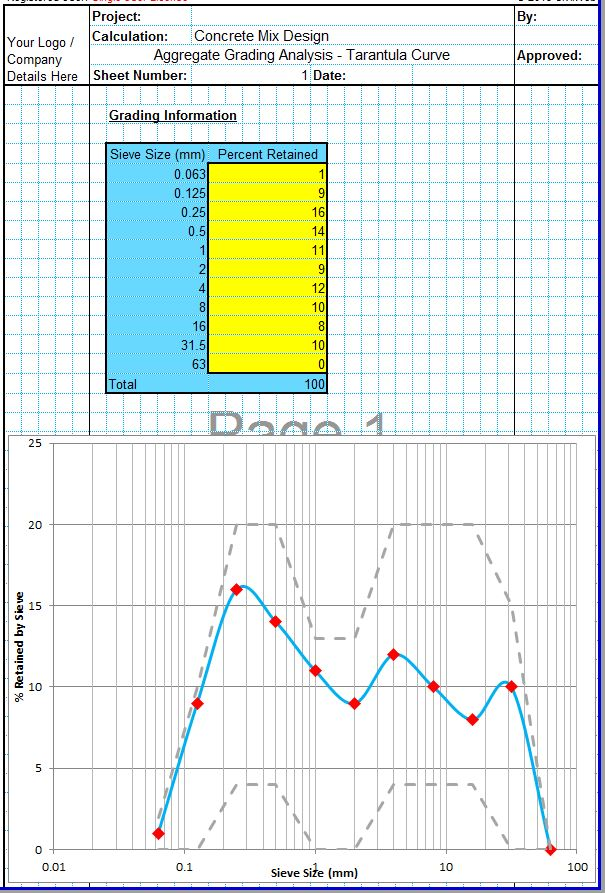 Project: By:
Calculation: Concrete Mix Design
Your Logo / Company Details Here
Aggregate Grading Analysis - Tarantula Curve Approved:
Sheet Number: 1 Date:
Grading Information
Sieve Size (mm) Percent Retained
0.063 1
0.125 9
0.25 16
0.5 14
1 11
2 9
4 12
8 10
16 8
31.5 10
63 0
Total 100
Page 1
25
20
15
10
5
0
% Retained by Sieve
0.01 0.1 1 10 100
Sieve Size (mm)